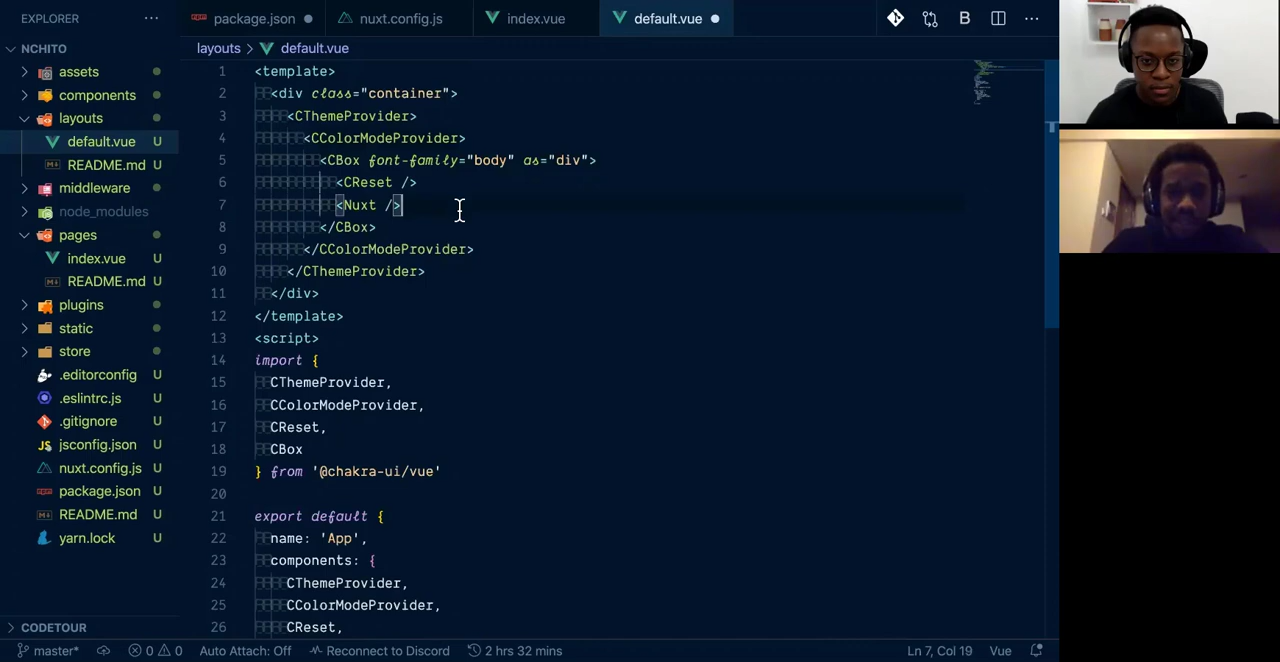 EXPLORER
package.json
nuxt.config.js
index.vue
default.vue
B
NCHITO
assets
components
layouts
default.vue U
README.md U
middleware
node_modules
pages
index.vue U
README.md U
plugins
static
store
.editorconfig U
.eslintrc.js U
.gitignore U
JS jsconfig.json U
nuxt.config.js U
package.json U
README.md U
yarn.lock U
CODETOUR
layouts > default.vue
1 <template>
2 <div class="container">
3 <CThemeProvider>
4 <CColorModeProvider>
5 <CBox font-family="body" as="div">
6 <CReset />
7 <Nuxt />
8 </CBox>
9 </CColorModeProvider>
10 </CThemeProvider>
11 </div>
12 </template>
13 <script>
14 import {
15 CThemeProvider,
16 CColorModeProvider,
17 CReset,
18 CBox
19 } from '@chakra-ui/vue'
20
21 export default {
22 name: 'App',
23 components: {
24 CThemeProvider,
25 CColorModeProvider,
26 CReset,
master* 0 0 Auto Attach: Off Reconnect to Discord 2 hrs 32 mins Ln 7, Col 19 Vue